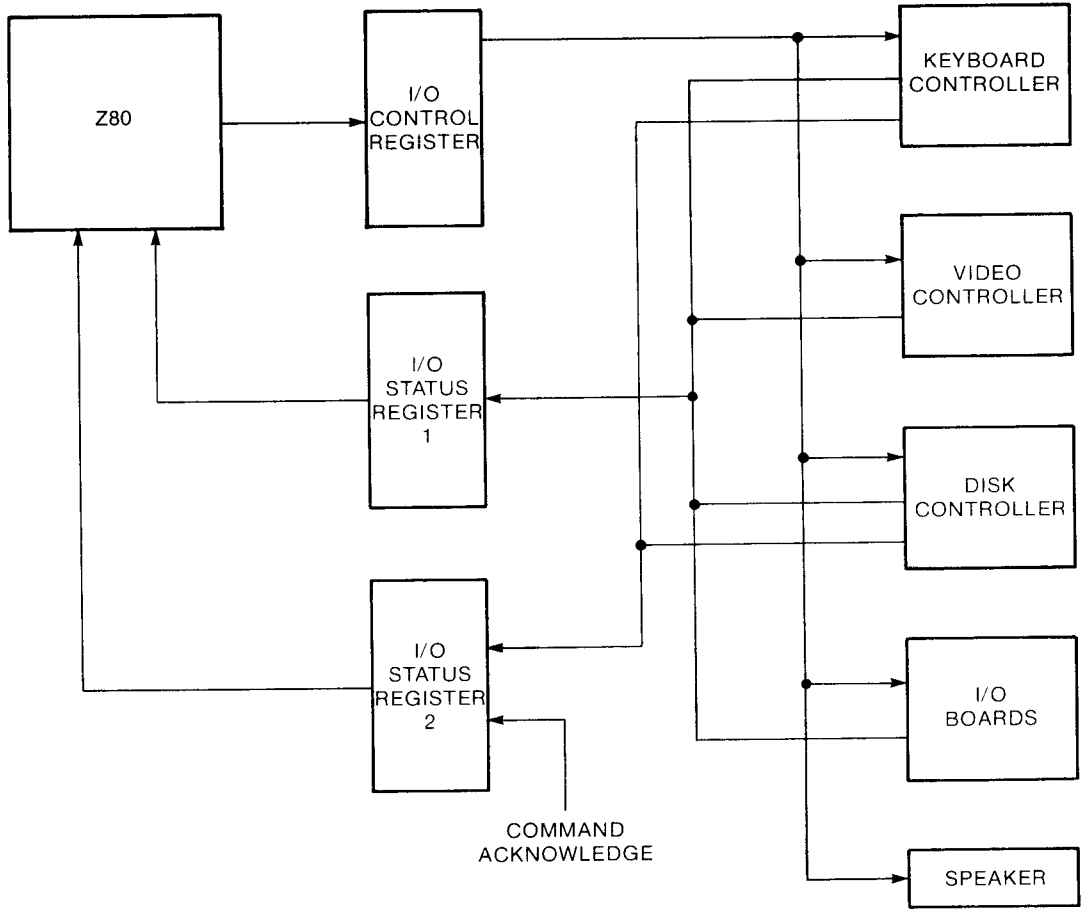 Z80
I/O
CONTROL
REGISTER
KEYBOARD
CONTROLLER
VIDEO
CONTROLLER
I/O
STATUS
REGISTER
1
DISK
CONTROLLER
I/O
STATUS
REGISTER
2
I/O
BOARDS
COMMAND
ACKNOWLEDGE
SPEAKER